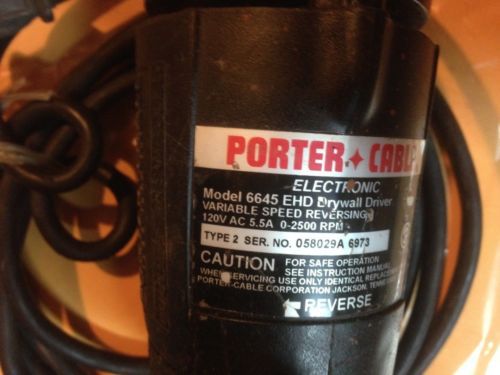 PORTER+CABL
ELECTRONIC
Model 6645 EHD Drywall Driver
VARIABLE SPEED REVERSING
120V AC 5.5A 0-2500 RPM
TYPE 2 SER. NO. 058029A 6973
CAUTION FOR SAFE OPERATION
SEE INSTRUCTION MANUAL
WHEN SERVICING USE ONLY IDENTICAL
PORTER-CABLE CORPORATION JACKSON,
REVERSE